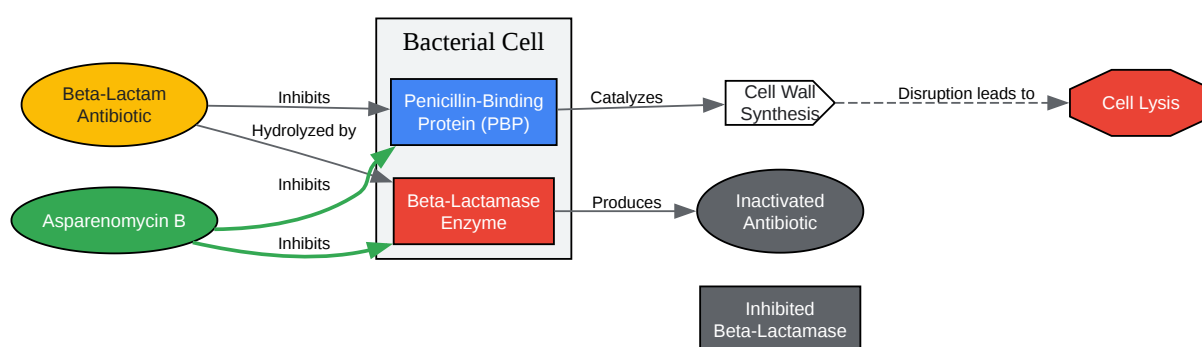 Bacterial Cell
Beta-Lactam
Antibiotic
Inhibits
Hydrolyzed by
Penicillin-Binding
Protein (PBP)
Catalyzes
Cell Wall
Synthesis
Disruption leads to
Cell Lysis
Asparenomycin B
Inhibits
Inhibits
Beta-Lactamase
Enzyme
Produces
Inactivated
Antibiotic
Inhibited
Beta-Lactamase